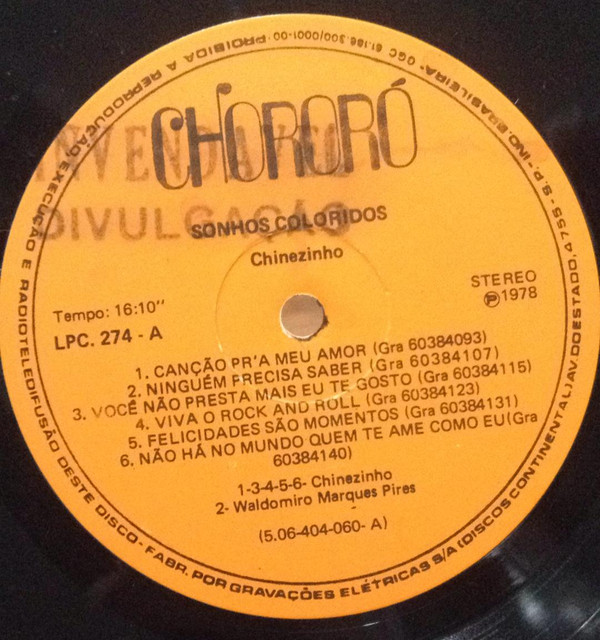 CHORORÓ
INVENDÁVEL
DIVULGAÇÃO
SONHOS COLORIDOS
Chinezinho
Tempo: 16:10"
LPC. 274 - A
STEREO
Ⓟ1978
1. CANÇÃO PR'A MEU AMOR (Gra 60384093)
2. NINGUÉM PRECISA SABER (Gra 60384107)
3. VOCÊ NÃO PRESTA MAIS EU TE GOSTO (Gra 60384115)
4. VIVA O ROCK AND ROLL (Gra 60384123)
5. FELICIDADES SÃO MOMENTOS (Gra 60384131)
6. NÃO HÁ NO MUNDO QUEM TE AME COMO EU(Gra
60384140)
1-3-4-5-6- Chinezinho
2- Waldomiro Marques Pires
(5.06-404-060- A)
FABR. POR GRAVAÇÕES ELÉTRICAS S/A (DISCOS CONTINENTAL) AV. DO ESTADO, 4755 - S.P - IND. BRASILEIRA - CGC 61.186.300/0001-00 - PROIBIDA A REPRODUÇÃO, EXECUÇÃO E RADIOTELEDIFUSÃO DESTE DISCO -